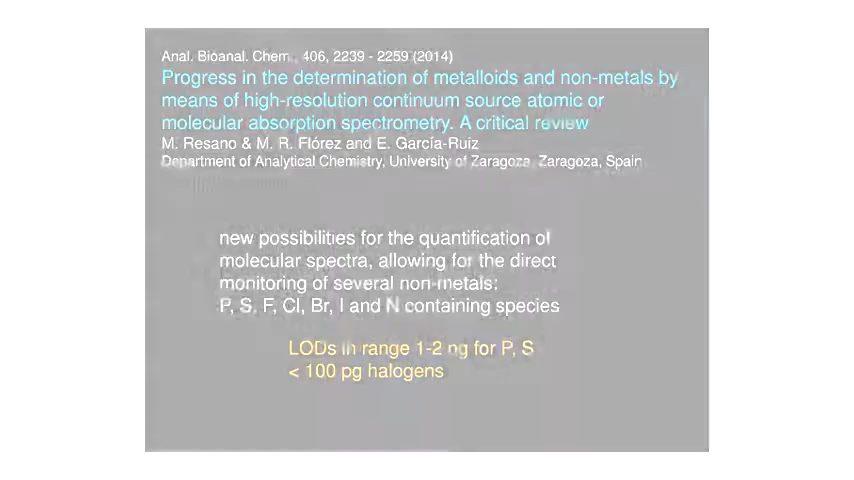 Anal. Bioanal. Chem., 406, 2239 - 2259 (2014)
Progress in the determination of metalloids and non-metals by
means of high-resolution continuum source atomic or
molecular absorption spectrometry. A critical review
M. Resano & M. R. Flórez and E. García-Ruiz
Department of Analytical Chemistry, University of Zaragoza, Zaragoza, Spain
new possibilities for the quantification of
molecular spectra, allowing for the direct
monitoring of several non-metals:
P, S, F, Cl, Br, I and N containing species
LODs in range 1-2 ng for P, S
< 100 pg halogens